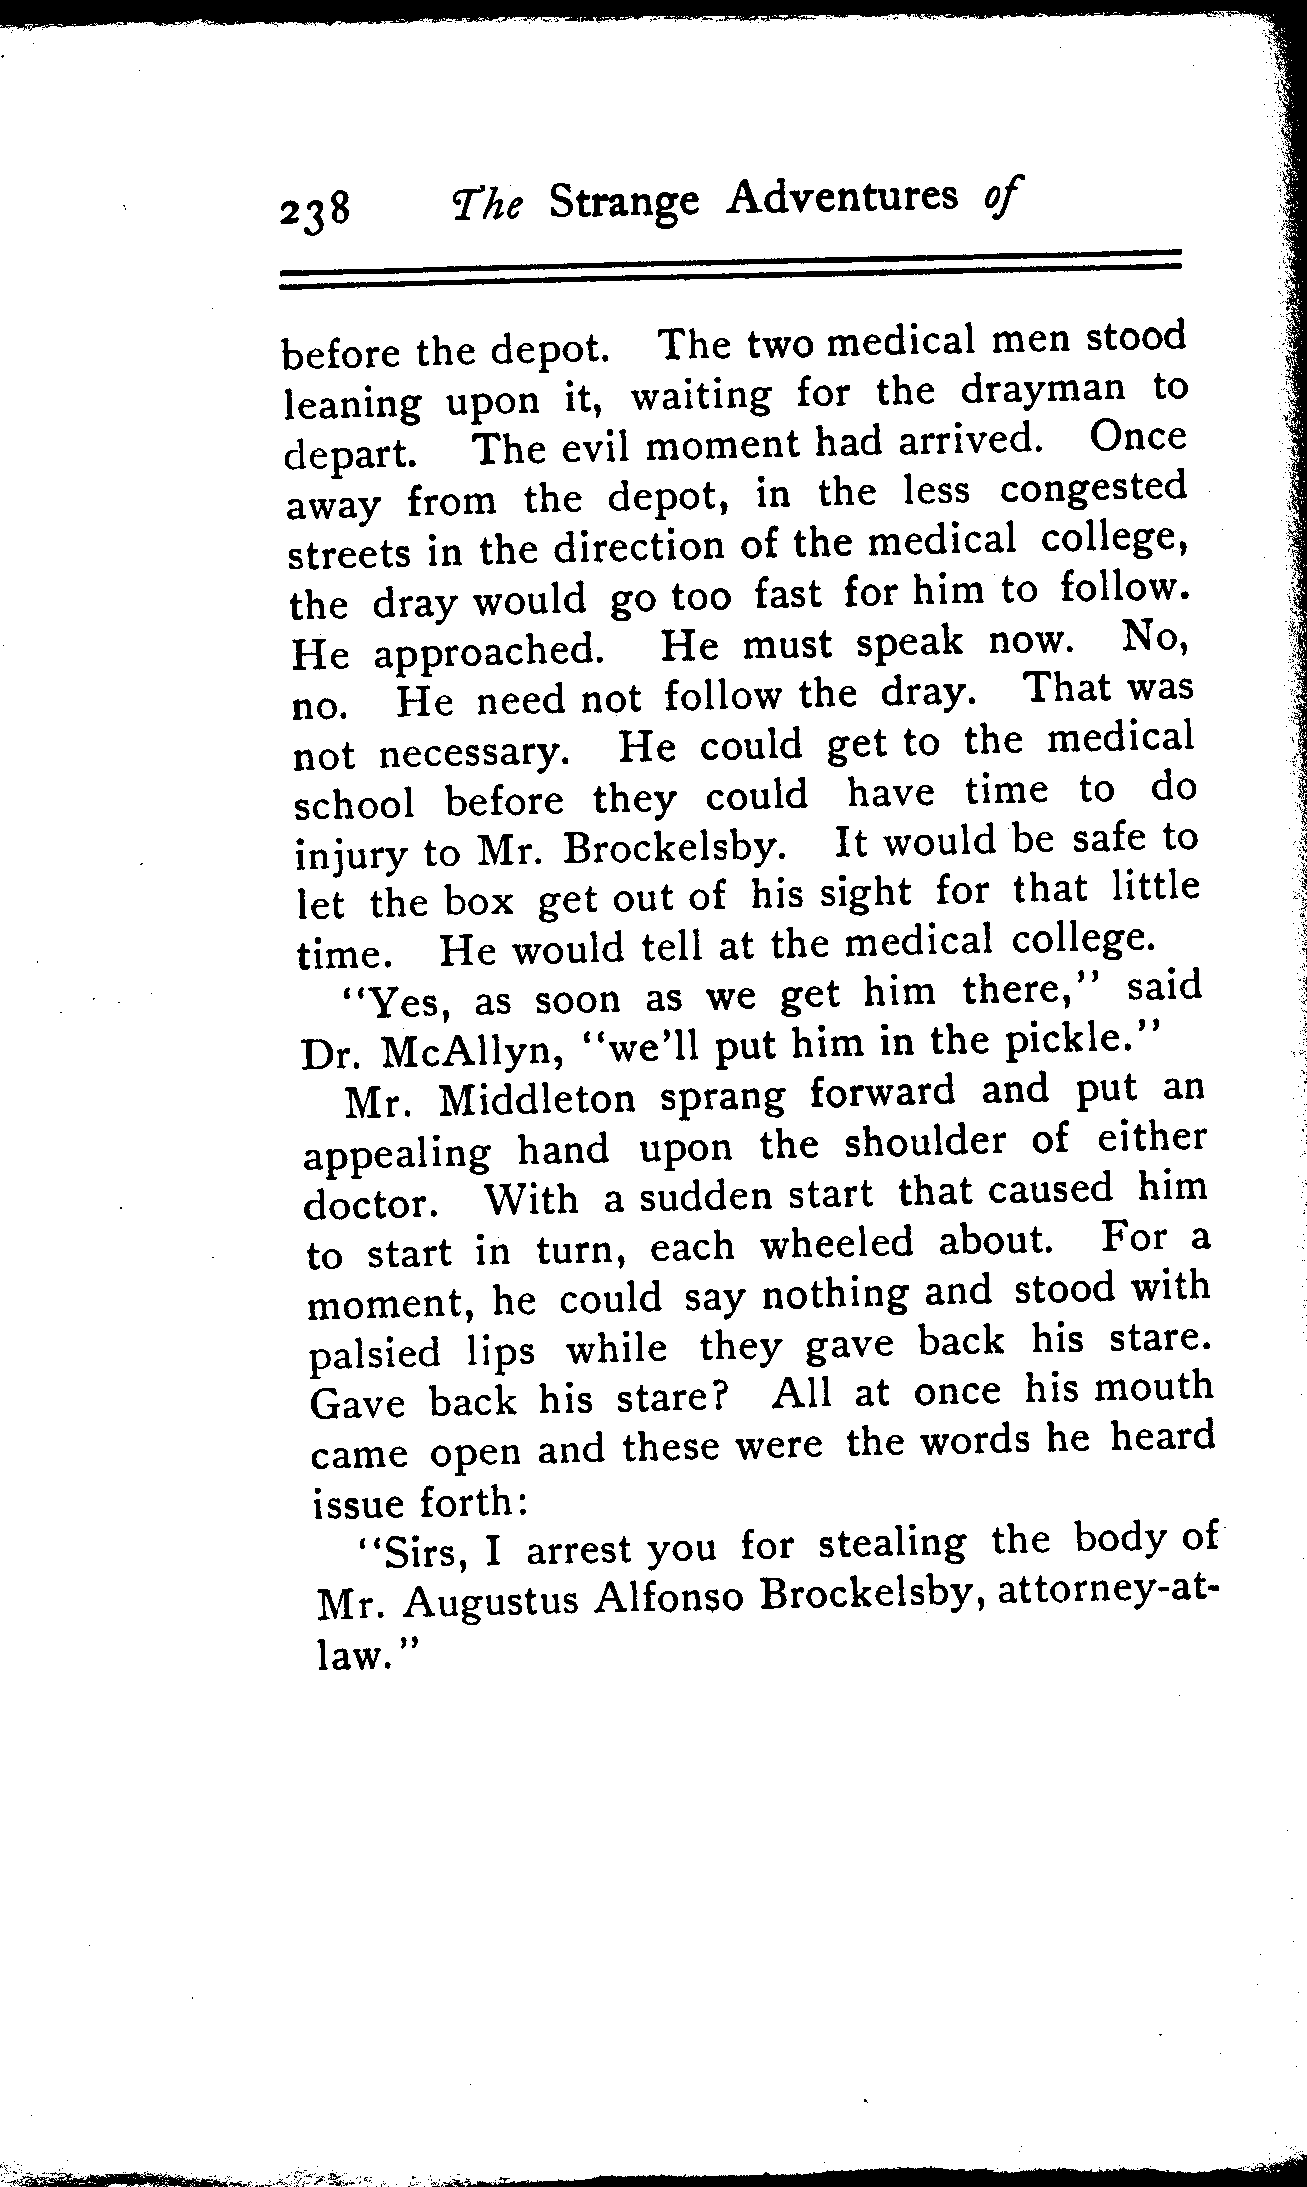 238 The Strange Adventures of
before the depot. The two medical men stood
leaning upon it, waiting for the drayman to
depart. The evil moment had arrived. Once
away from the depot, in the less congested
streets in the direction of the medical college,
the dray would go too fast for him to follow.
He approached. He must speak now. No,
no. He need not follow the dray. That was
not necessary. He could get to the medical
school before they could have time to do
injury to Mr. Brockelsby. It would be safe to
let the box get out of his sight for that little
time. He would tell at the medical college.
"Yes, as soon as we get him there," said
Dr. McAllyn, "we'll put him in the pickle."
Mr. Middleton sprang forward and put an
appealing hand upon the shoulder of either
doctor. With a sudden start that caused him
to start in turn, each wheeled about. For a
moment, he could say nothing and stood with
palsied lips while they gave back his stare.
Gave back his stare? All at once his mouth
came open and these were the words he heard
issue forth:
"Sirs, I arrest you for stealing the body of
Mr. Augustus Alfonso Brockelsby, attorney-at-
law."